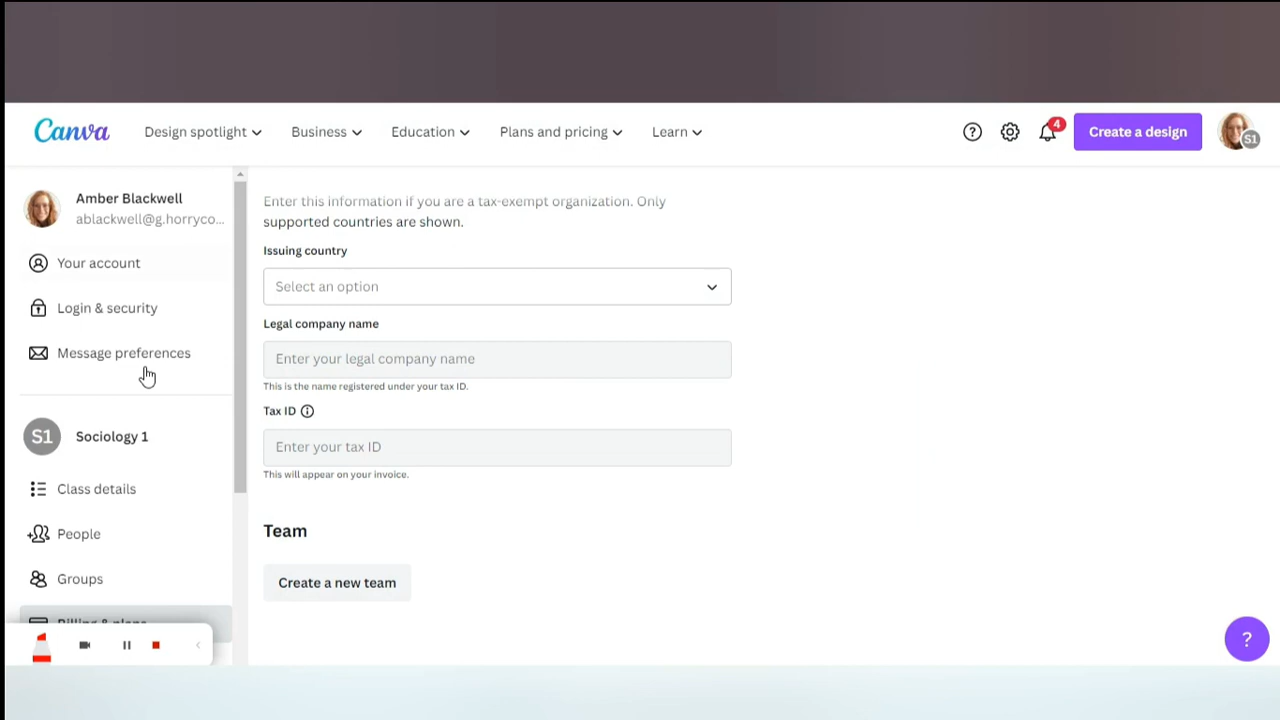 Canva
Design spotlight
Business
Education
Plans and pricing
Learn
4
Create a design
S1
Amber Blackwell
ablackwell@g.horryco...
Your account
Login & security
Message preferences
S1
Sociology 1
Class details
People
Groups
Billing & plans
Enter this information if you are a tax-exempt organization. Only
supported countries are shown.
Issuing country
Select an option
Legal company name
Enter your legal company name
This is the name registered under your tax ID.
Tax ID
Enter your tax ID
This will appear on your invoice.
Team
Create a new team
?